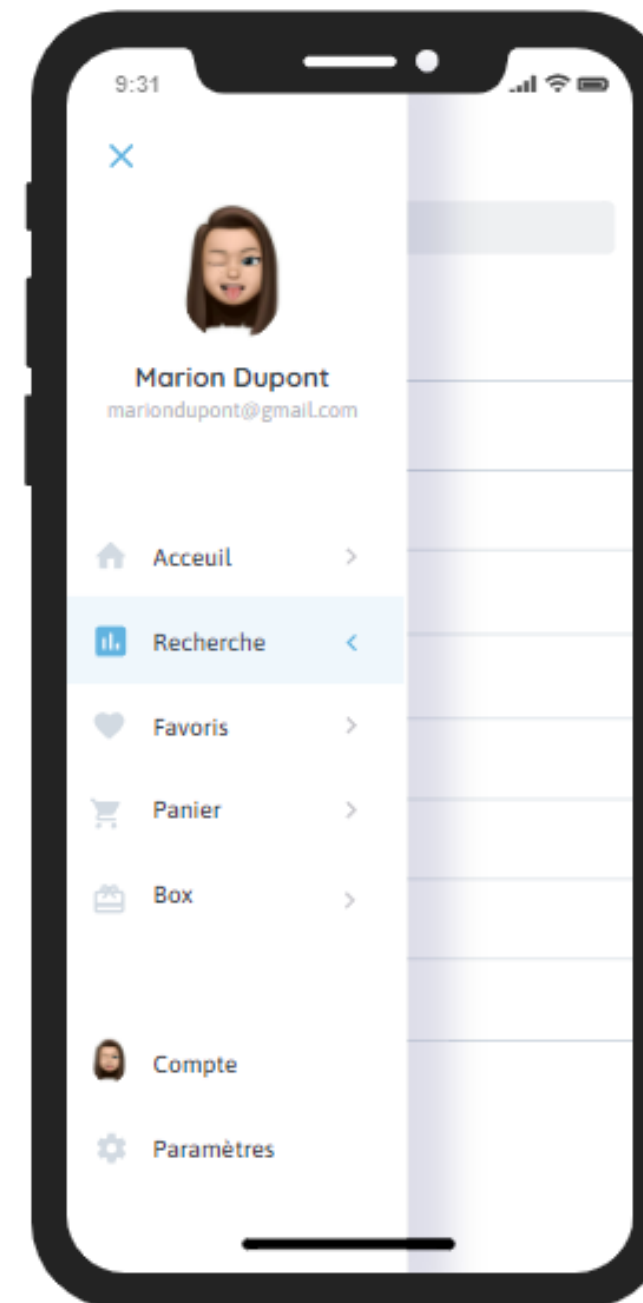 9:31
Marion Dupont
mariondupont@gmail.com
Acceuil
Recherche
Favoris
Panier
Box
Compte
Paramètres